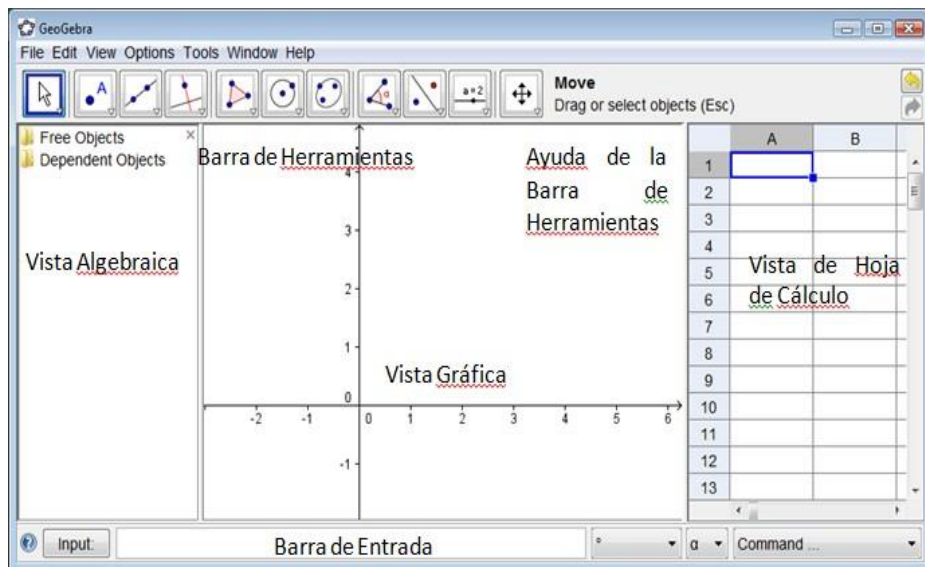 GeoGebra
File Edit View Options Tools Window Help
A
a=2
Move
Drag or select objects (Esc)
Free Objects
Dependent Objects
Vista Algebraica
Barra de Herramientas
Ayuda de la
Barra de
Herramientas
4
3
2
1
0
-2 -1 0 1 2 3 4 5 6
-1
Vista Gráfica
A B
1
2
3
4
5
6
7
8
9
10
11
12
13
Vista de Hoja
de Cálculo
Input:
Barra de Entrada
°
α
Command ...